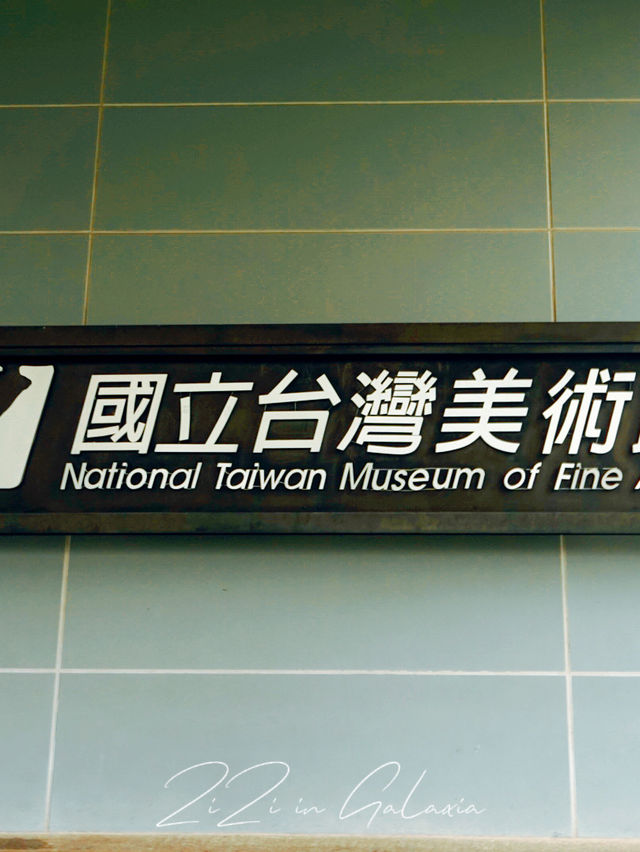 國立台灣美術
National Taiwan Museum of Fine
ZiZi in Galaxia